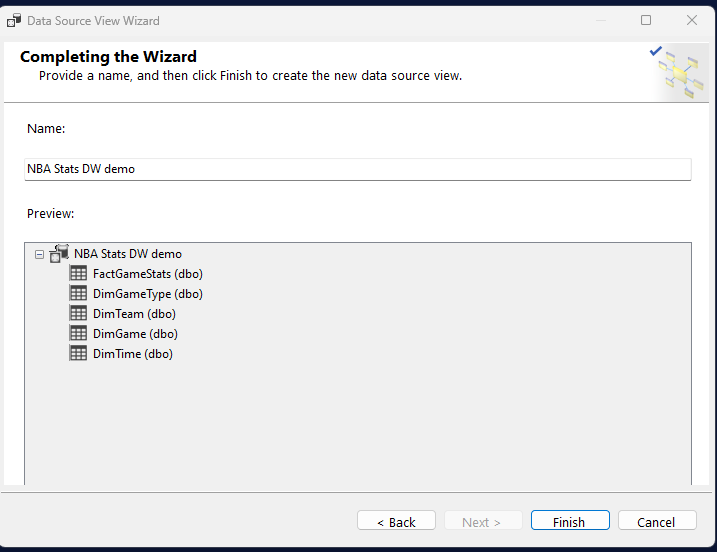 Data Source View Wizard
Completing the Wizard
Provide a name, and then click Finish to create the new data source view.
Name:
NBA Stats DW demo
Preview:
NBA Stats DW demo
FactGameStats (dbo)
DimGameType (dbo)
DimTeam (dbo)
DimGame (dbo)
DimTime (dbo)
< Back
Next >
Finish
Cancel